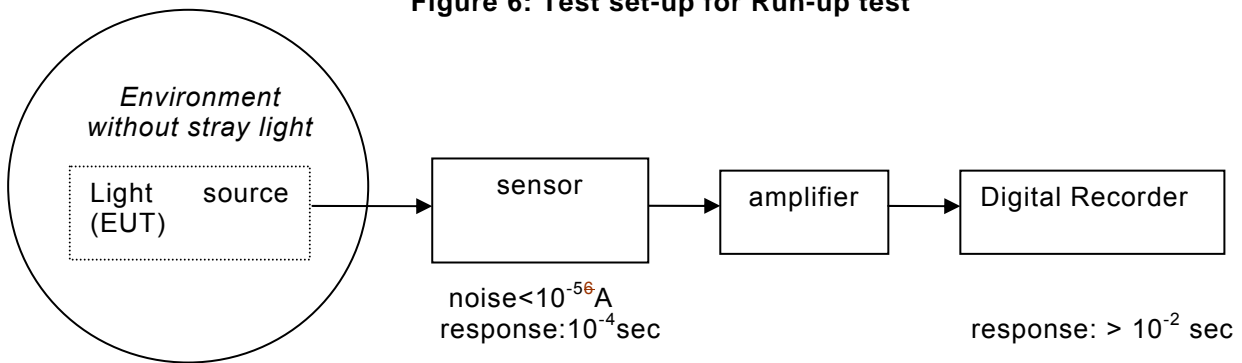 Figure 6: Test set-up for Run-up test
Environment
without stray light
Light source
(EUT)
sensor
amplifier
Digital Recorder
noise<10^-56A
response:10^-4sec
response: > 10^-2 sec